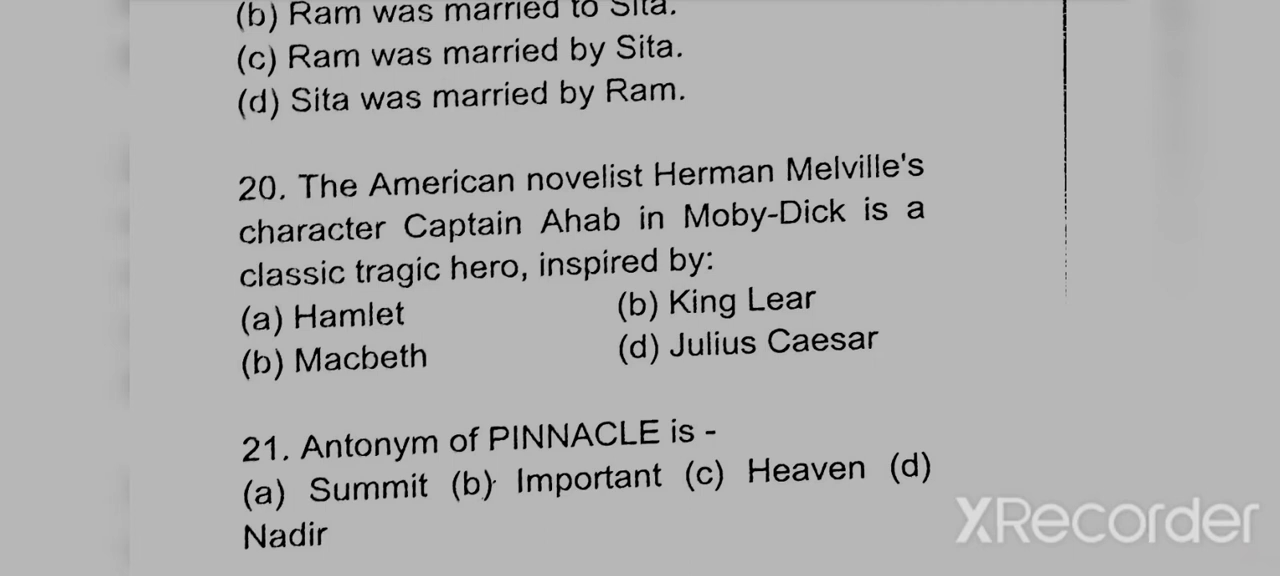 (b) Ram was married to Sita.
(c) Ram was married by Sita.
(d) Sita was married by Ram.
20. The American novelist Herman Melville's
character Captain Ahab in Moby-Dick is a
classic tragic hero, inspired by:
(a) Hamlet (b) King Lear
(b) Macbeth (d) Julius Caesar
21. Antonym of PINNACLE is -
(a) Summit (b) Important (c) Heaven (d)
Nadir
XRecorder